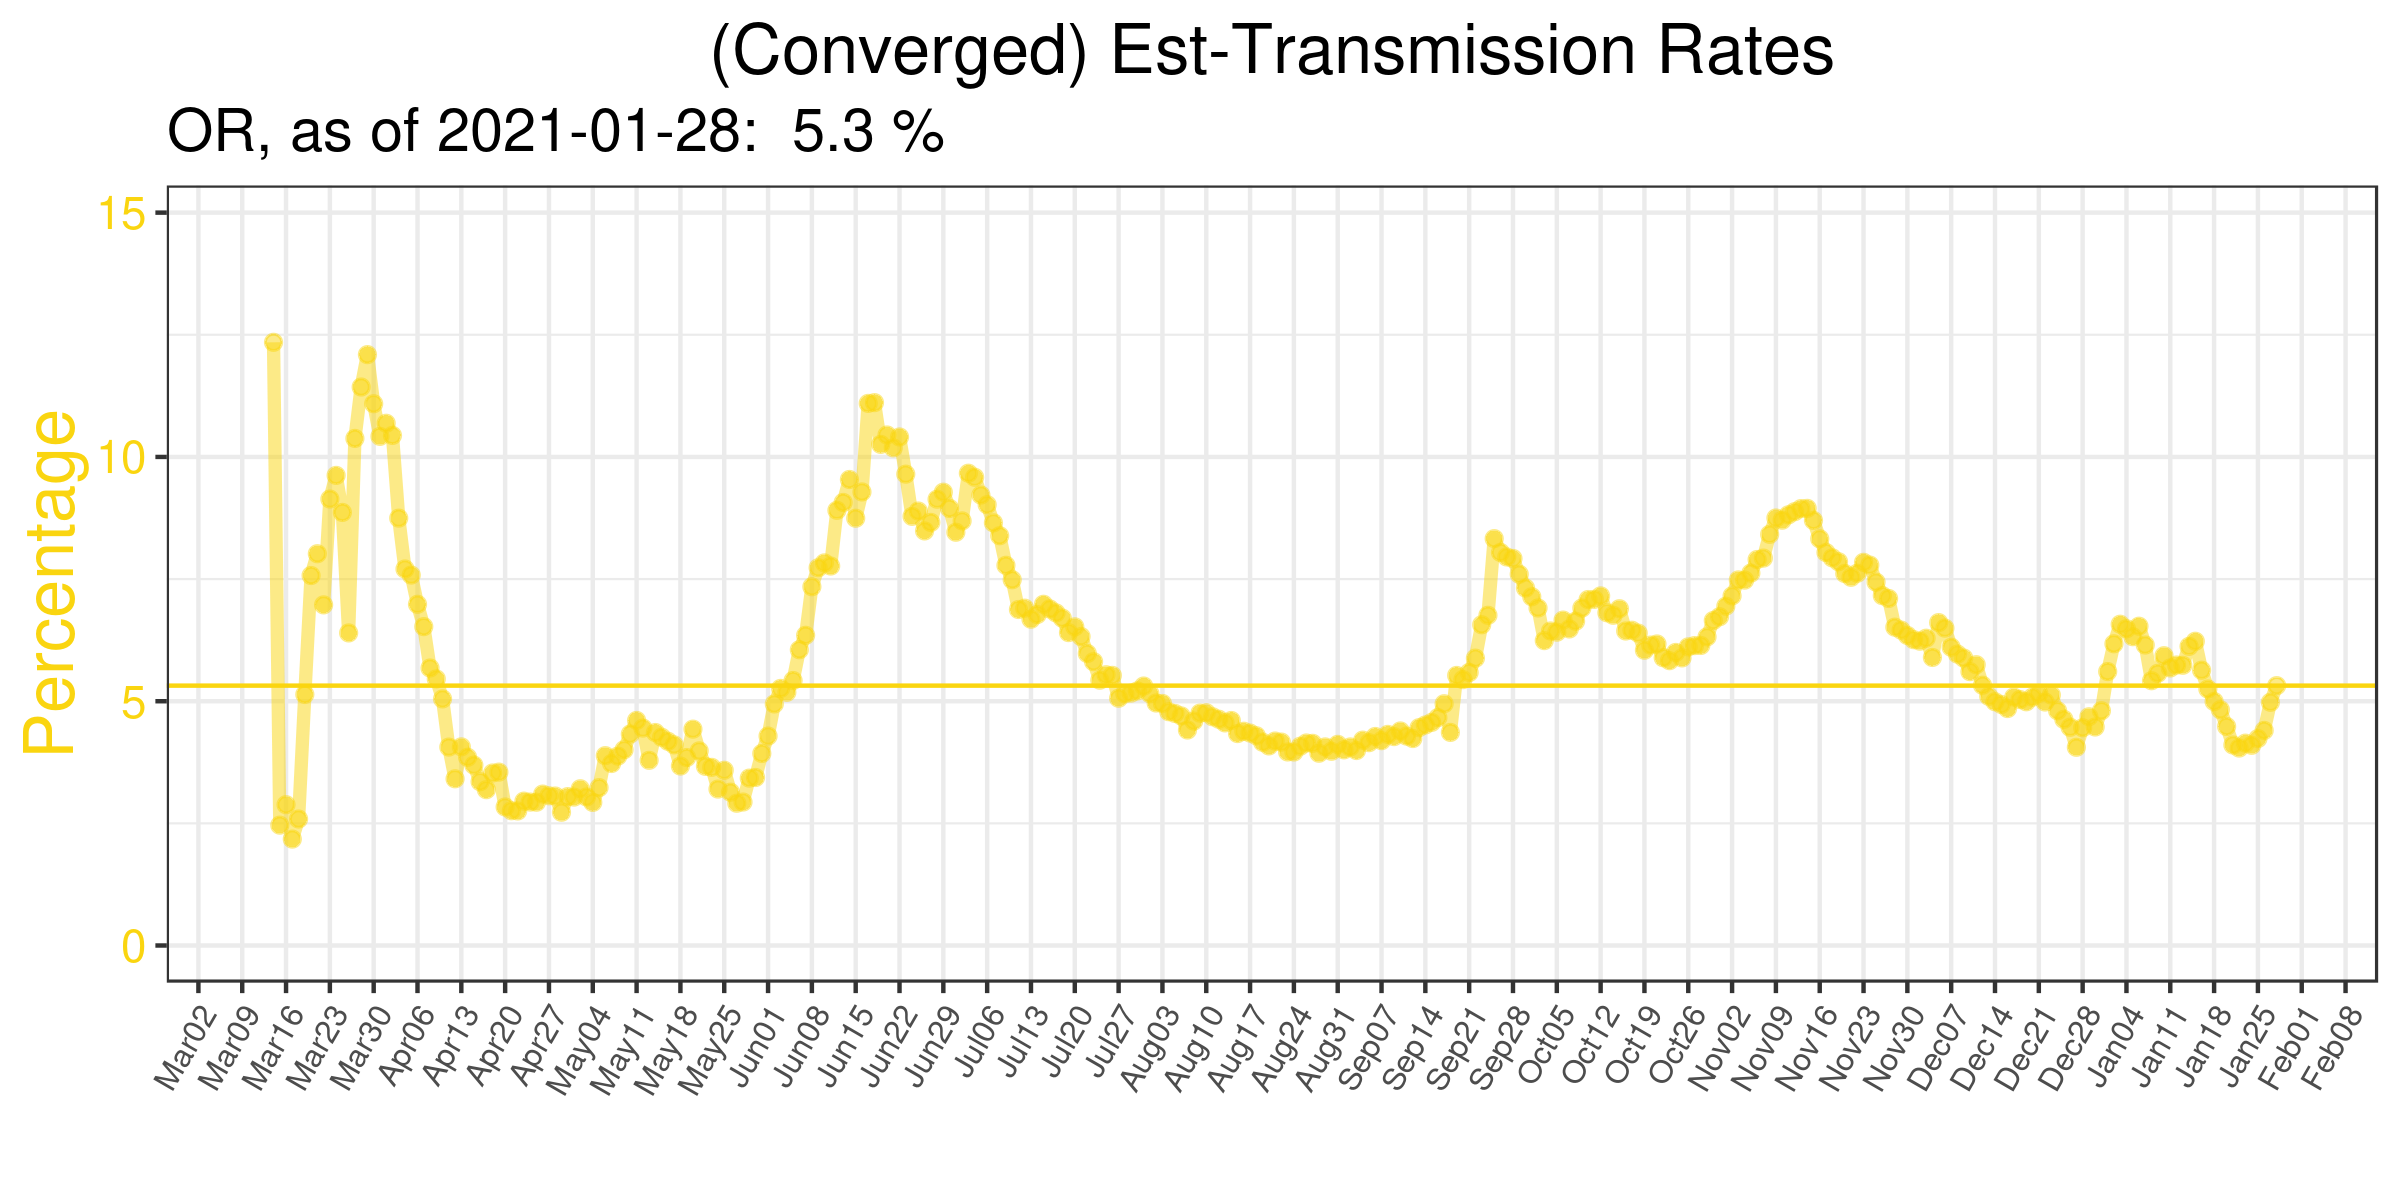 (Converged) Est-Transmission Rates
OR, as of 2021-01-28:  5.3 %
Percentage
15
10
5
0
Mar02 Mar09 Mar16 Mar23 Mar30 Apr06 Apr13 Apr20 Apr27 May04 May11 May18 May25 Jun01 Jun08 Jun15 Jun22 Jun29 Jul06 Jul13 Jul20 Jul27 Aug03 Aug10 Aug17 Aug24 Aug31 Sep07 Sep14 Sep21 Sep28 Oct05 Oct12 Oct19 Oct26 Nov02 Nov09 Nov16 Nov23 Nov30 Dec07 Dec14 Dec21 Dec28 Jan04 Jan11 Jan18 Jan25 Feb01 Feb08